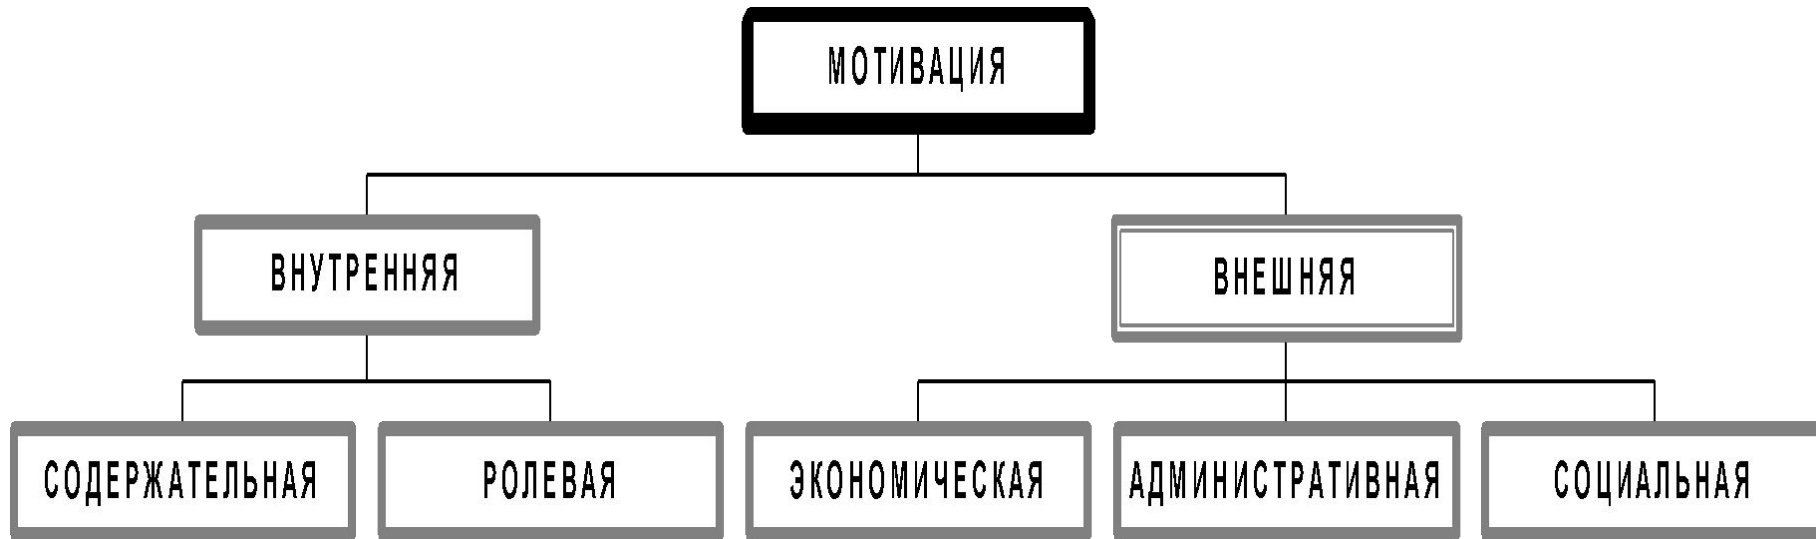 МОТИВАЦИЯ
ВНУТРЕННЯЯ
ВНЕШНЯЯ
СОДЕРЖАТЕЛЬНАЯ
РОЛЕВАЯ
ЭКОНОМИЧЕСКАЯ
АДМИНИСТРАТИВНАЯ
СОЦИАЛЬНАЯ